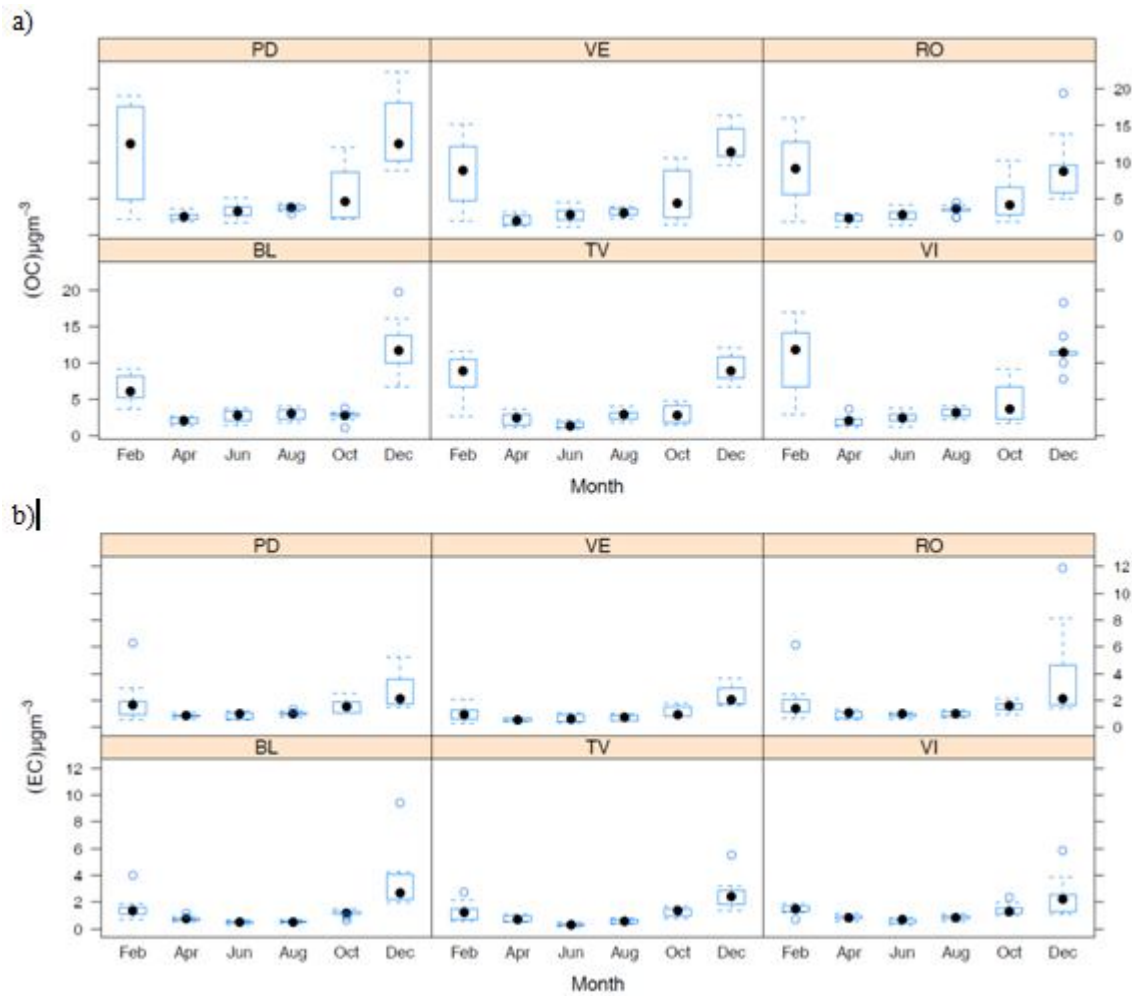 a)
PD VE RO
20
15
10
5
0
BL TV VI
(OC)µgm⁻³
20
15
10
5
0
Feb Apr Jun Aug Oct Dec Feb Apr Jun Aug Oct Dec Feb Apr Jun Aug Oct Dec
Month
b)
PD VE RO
12
10
8
6
4
2
0
BL TV VI
(EC)µgm⁻³
12
10
8
6
4
2
0
Feb Apr Jun Aug Oct Dec Feb Apr Jun Aug Oct Dec Feb Apr Jun Aug Oct Dec
Month